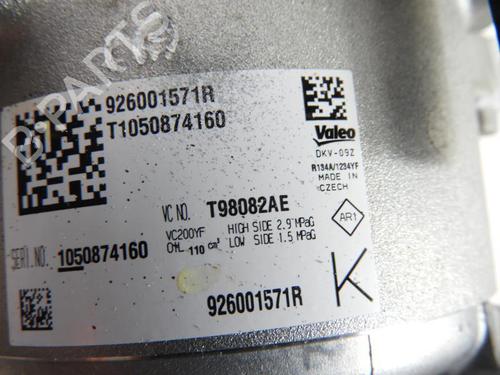 B-PARTS
926001571R
T1050874160
Valeo
DKV-09Z
R134A/1234YF
MADE IN
CZECH
VC NO. T98082AE
VC200YF HIGH SIDE 2.9 MPaG
OIL 110 cm³ LOW SIDE 1.5 MPaG
AR1
SERI.NO. 1050874160
926001571R
K